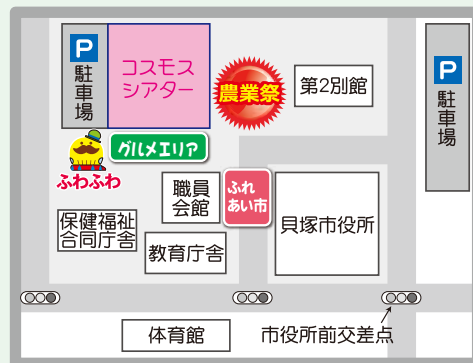 P
駐車場
コスモス
シアター
農業祭
第2別館
P
駐車場
グルメエリア
ふわふわ
職員
会館
ふれ
あい市
貝塚市役所
保健福祉
合同庁舎
教育庁舎
体育館
市役所前交差点